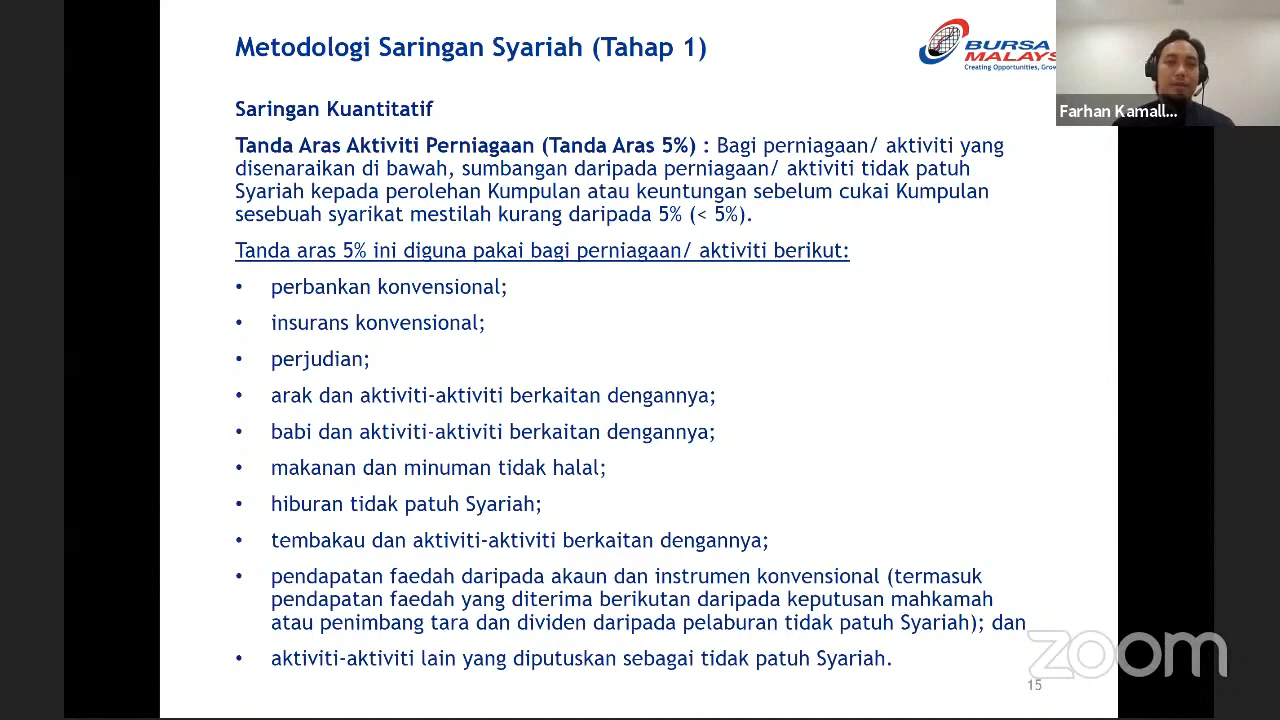 Metodologi Saringan Syariah (Tahap 1)
BURSA
MALAYS
Creating Opportunities, Grow
Farhan Kamall...
Saringan Kuantitatif
Tanda Aras Aktiviti Perniagaan (Tanda Aras 5%) : Bagi perniagaan/ aktiviti yang
disenaraikan di bawah, sumbangan daripada perniagaan/ aktiviti tidak patuh
Syariah kepada perolehan Kumpulan atau keuntungan sebelum cukai Kumpulan
sesebuah syarikat mestilah kurang daripada 5% (< 5%).
Tanda aras 5% ini diguna pakai bagi perniagaan/ aktiviti berikut:
• perbankan konvensional;
• insurans konvensional;
• perjudian;
• arak dan aktiviti-aktiviti berkaitan dengannya;
• babi dan aktiviti-aktiviti berkaitan dengannya;
• makanan dan minuman tidak halal;
• hiburan tidak patuh Syariah;
• tembakau dan aktiviti-aktiviti berkaitan dengannya;
• pendapatan faedah daripada akaun dan instrumen konvensional (termasuk
pendapatan faedah yang diterima berikutan daripada keputusan mahkamah
atau penimbang tara dan dividen daripada pelaburan tidak patuh Syariah); dan
• aktiviti-aktiviti lain yang diputuskan sebagai tidak patuh Syariah.
zoom
15